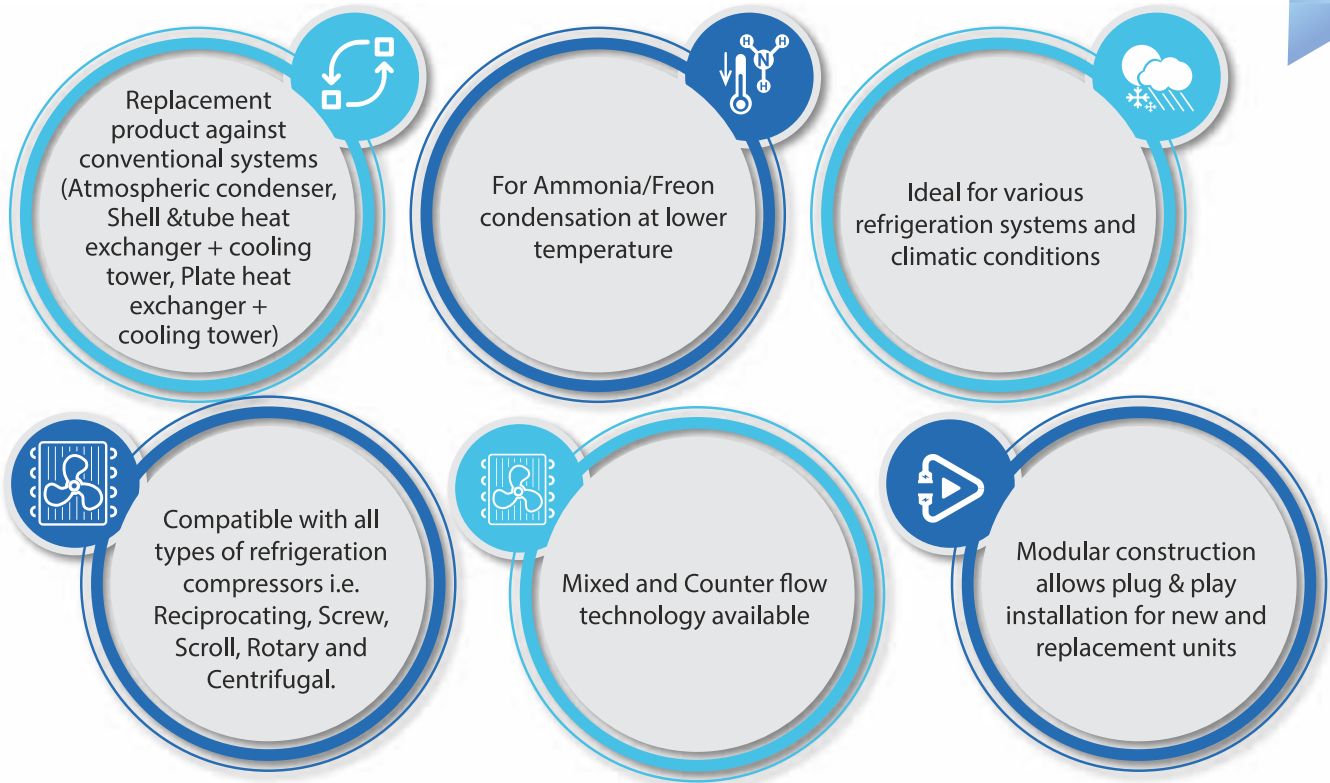 Replacement
product against
conventional systems
(Atmospheric condenser,
Shell &tube heat
exchanger + cooling
tower, Plate heat
exchanger +
cooling tower)
H
H
N
H
For Ammonia/Freon
condensation at lower
temperature
Ideal for various
refrigeration systems and
climatic conditions
Compatible with all
types of refrigeration
compressors i.e.
Reciprocating, Screw,
Scroll, Rotary and
Centrifugal.
Mixed and Counter flow
technology available
Modular construction
allows plug & play
installation for new and
replacement units